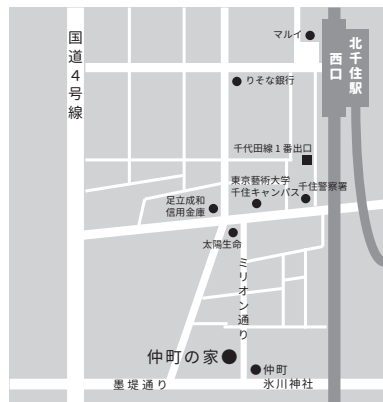 国道４号線
マルイ
北千住駅
西口
りそな銀行
千代田線１番出口
東京藝術大学
千住キャンパス
千住警察署
足立成和
信用金庫
太陽生命
ミリオン通り
仲町の家
仲町
氷川神社
墨堤通り